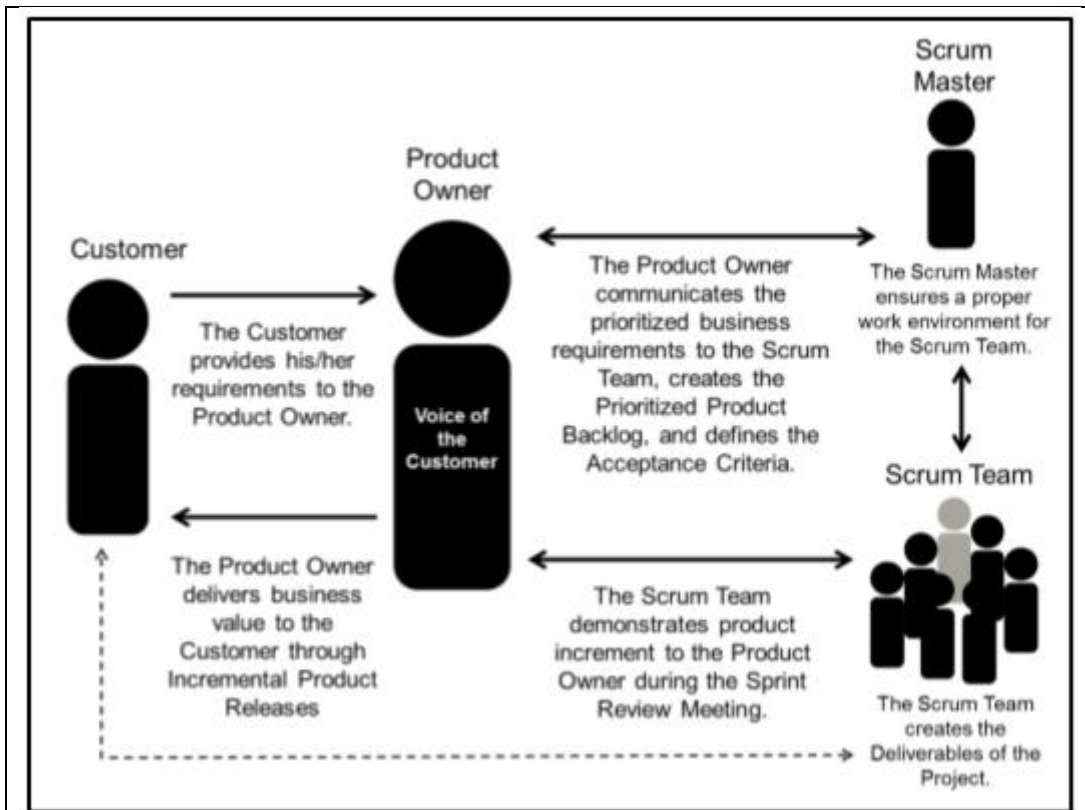 Scrum
Master
Product
Owner
Customer
The Customer
provides his/her
requirements to the
Product Owner.
The Product Owner
communicates the
prioritized business
requirements to the Scrum
Team, creates the
Prioritized Product
Backlog, and defines the
Acceptance Criteria.
The Scrum Master
ensures a proper
work environment for
the Scrum Team.
Voice of
the
Customer
Scrum Team
The Product Owner
delivers business
value to the
Customer through
Incremental Product
Releases
The Scrum Team
demonstrates product
increment to the Product
Owner during the Sprint
Review Meeting.
The Scrum Team
creates the
Deliverables of the
Project.